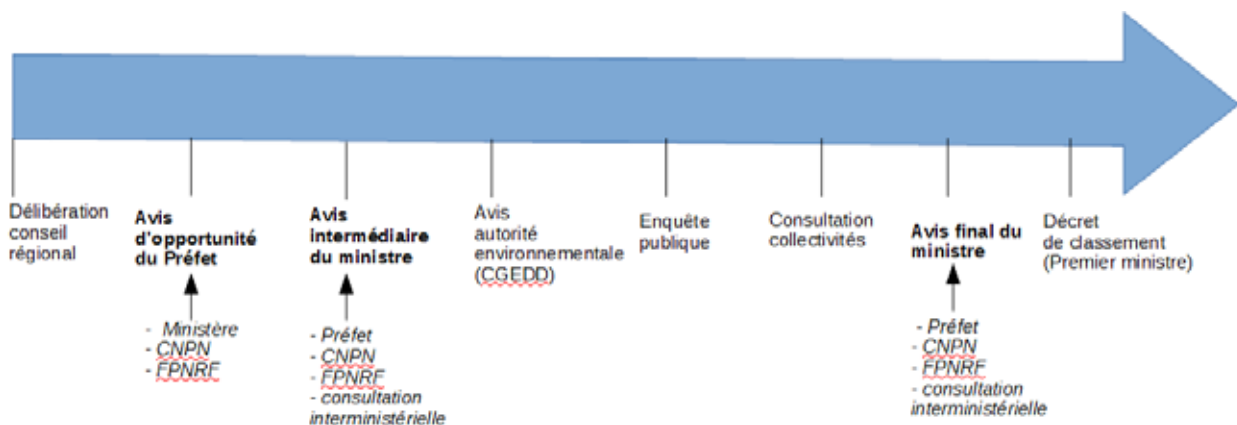 Délibération
conseil
régional
Avis
d'opportunité
du Préfet
- Ministère
- CNPN
- FPNRF
Avis
intermédiaire
du ministre
- Préfet
- CNPN
- FPNRF
- consultation
interministérielle
Avis
autorité
environnementale
(CGEDD)
Enquête
publique
Consultation
collectivités
Avis final du
ministre
- Préfet
- CNPN
- FPNRF
- consultation
interministérielle
Décret
de classement
(Premier ministre)